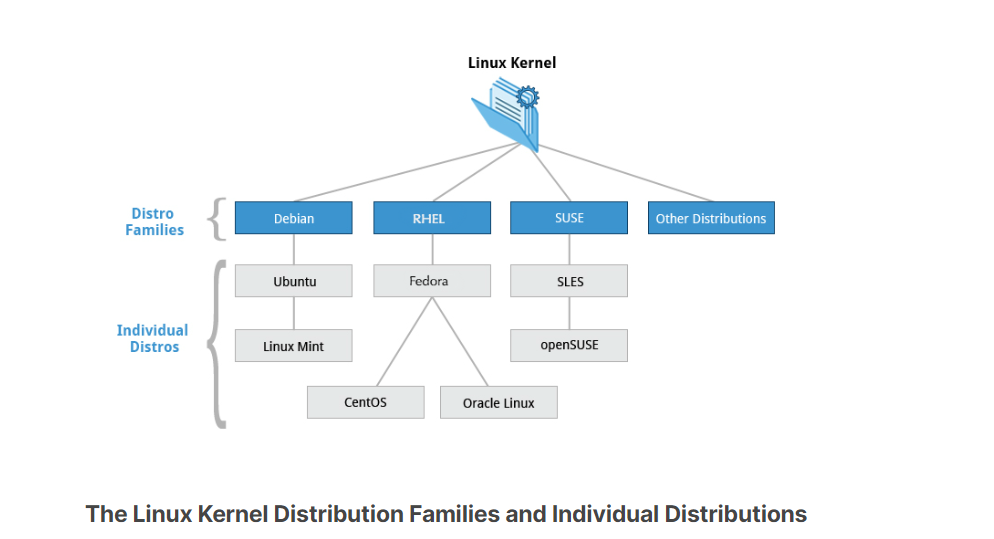 Linux Kernel
Distro
Families
Debian
RHEL
SUSE
Other Distributions
Individual
Distros
Ubuntu
Fedora
SLES
Linux Mint
openSUSE
CentOS
Oracle Linux
The Linux Kernel Distribution Families and Individual Distributions